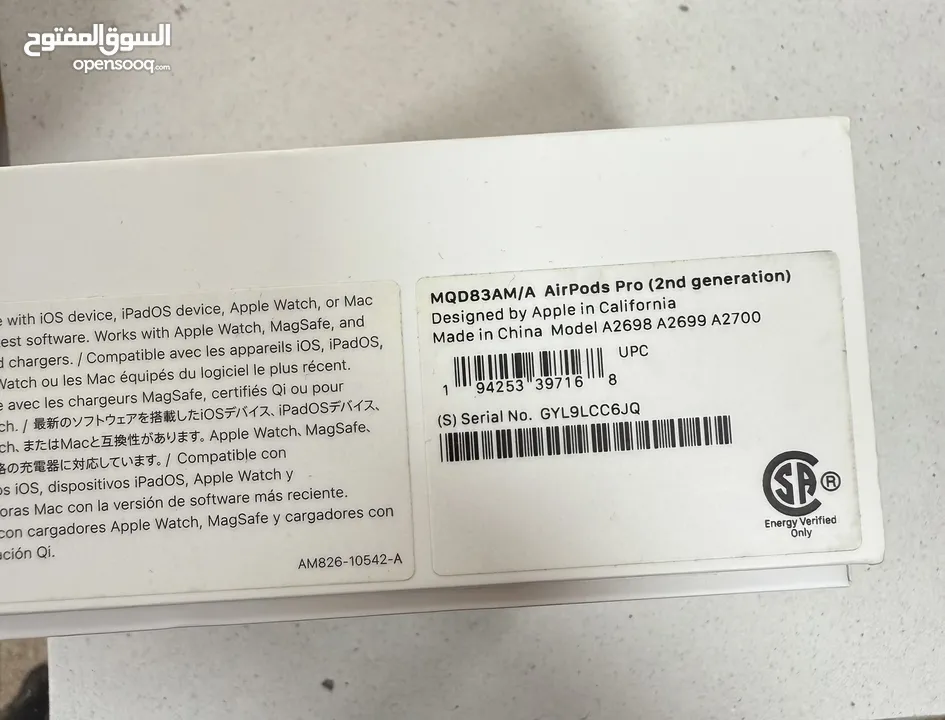 السوق المفتوح
opensooq.com
e with iOS device, iPadOS device, Apple Watch, or Mac
est software. Works with Apple Watch, MagSafe, and
d chargers. / Compatible avec les appareils iOS, iPadOS,
Watch ou les Mac équipés du logiciel le plus récent.
e avec les chargeurs MagSafe, certifiés Qi ou pour
ch. / 最新のソフトウェアを搭載したiOSデバイス、iPadOSデバイス、
ch、またはMacと互換性があります。Apple Watch、MagSafe、
格の充電器に対応しています。/ Compatible con
os iOS, dispositivos iPadOS, Apple Watch y
oras Mac con la versión de software más reciente.
con cargadores Apple Watch, MagSafe y cargadores con
ación Qi.
AM826-10542-A
MQD83AM/A AirPods Pro (2nd generation)
Designed by Apple in California
Made in China Model A2698 A2699 A2700
UPC
1 94253 39716 8
(S) Serial No. GYL9LCC6JQ
SA ®
Energy Verified
Only